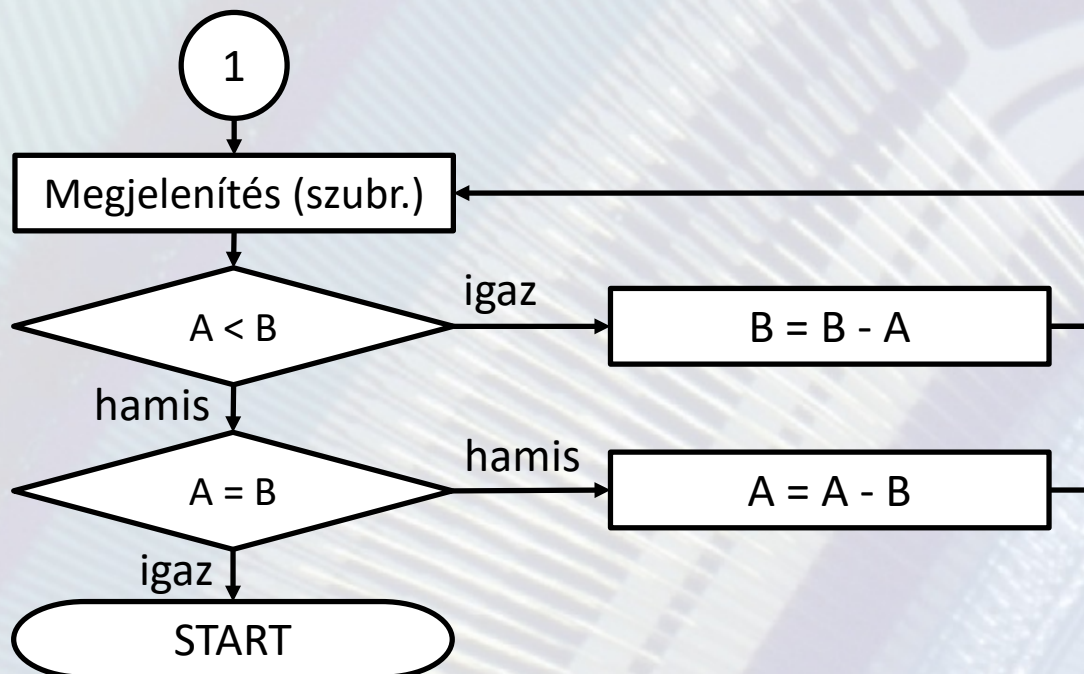 1
Megjelenítés (szubr.)
A < B
igaz
B = B - A
hamis
A = B
hamis
A = A - B
igaz
START